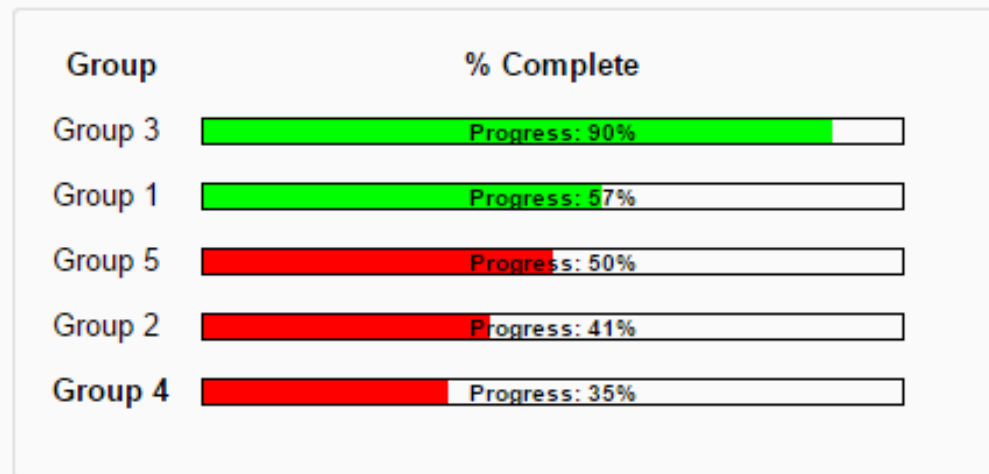 Group % Complete
Group 3 Progress: 90%
Group 1 Progress: 57%
Group 5 Progress: 50%
Group 2 Progress: 41%
Group 4 Progress: 35%